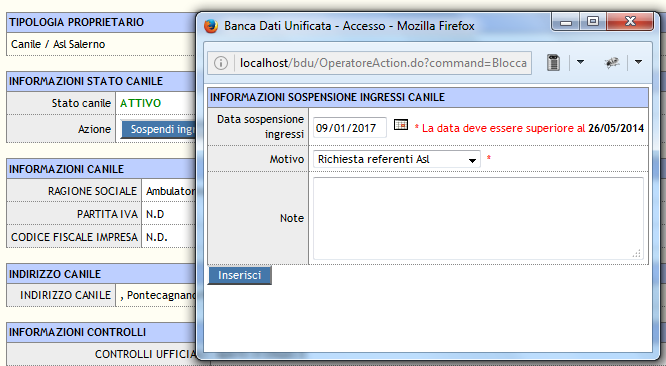 TIPOLOGIA PROPRIETARIO
Canile / Asl Salerno
INFORMAZIONI STATO CANILE
Stato canile ATTIVO
Azione Sospendi
INFORMAZIONI CANILE
RAGIONE SOCIALE
PARTITA IVA N.D
CODICE FISCALE IMPRESA N.D.
INDIRIZZO CANILE
INDIRIZZO CANILE , Pontecagnano
INFORMAZIONI CONTROLLI
CONTROLLI
Banca Dati Unificata - Accesso - Mozilla Firefox
localhost/bdu/OperatoreAction.do?command=Blocca
INFORMAZIONI SOSPENSIONE INGRESSI CANILE
Data sospensione
ingressi 09/01/2017 * La data deve essere superiore al 26/05/2014
Motivo Richiesta referenti Asl *
Note
Inserisci